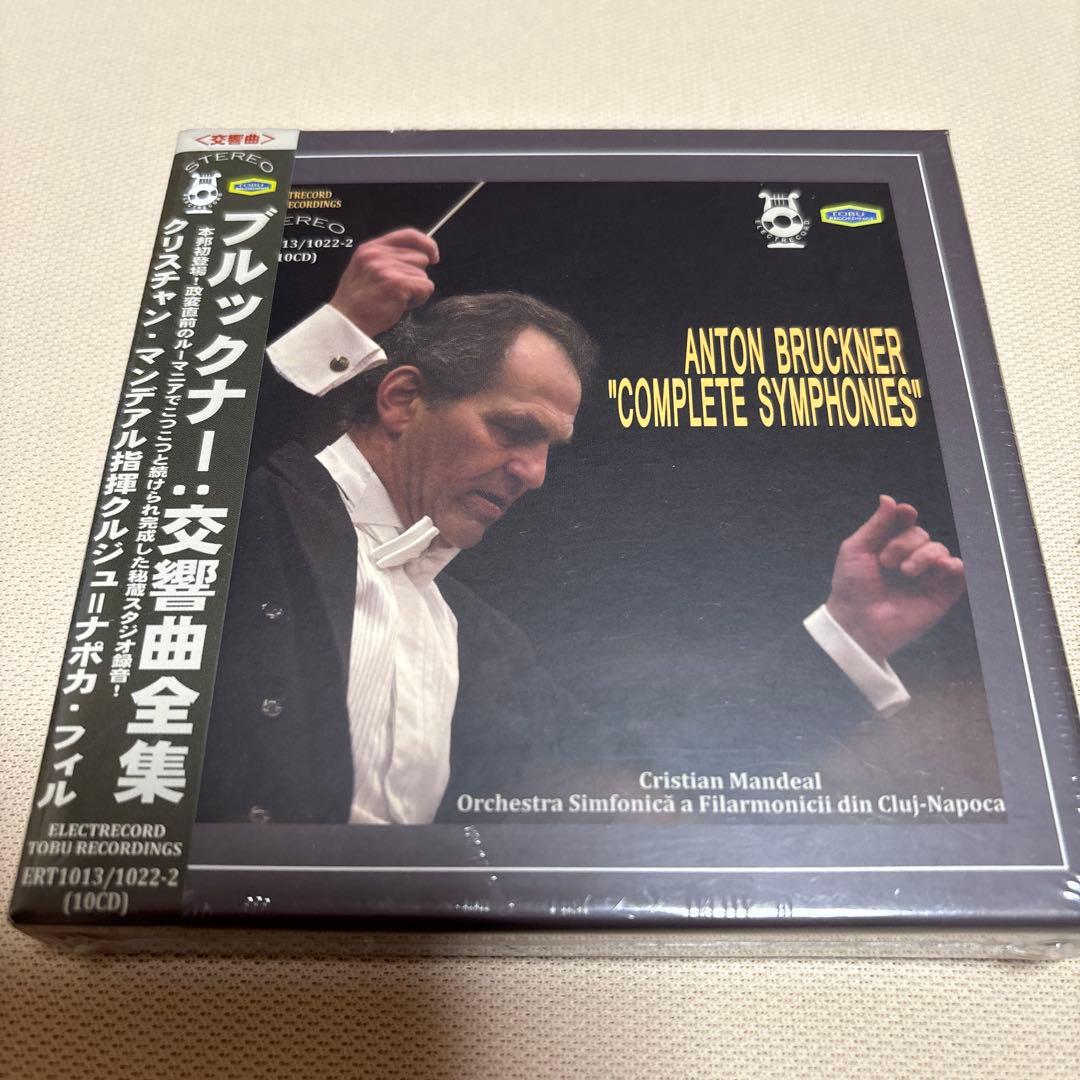 <交響曲>
STEREO
TOBU
RECORDINGS
ブルックナー：交響曲全集
本邦初登場！政変直前のルーマニアでこつこつと続けられ完成した秘蔵スタジオ録音！
クリスチャン・マンデアル指揮クルジュ＝ナポカ・フィル
ELECTRECORD
TOBU RECORDINGS
ERT1013/1022-2
(10CD)
CTRECORD
RECORDINGS
EREO
13/1022-2
10CD)
ELECTRECORD
TOBU
RECORDINGS
ANTON BRUCKNER
"COMPLETE SYMPHONIES"
Cristian Mandeal
Orchestra Simfonică a Filarmonicii din Cluj-Napoca